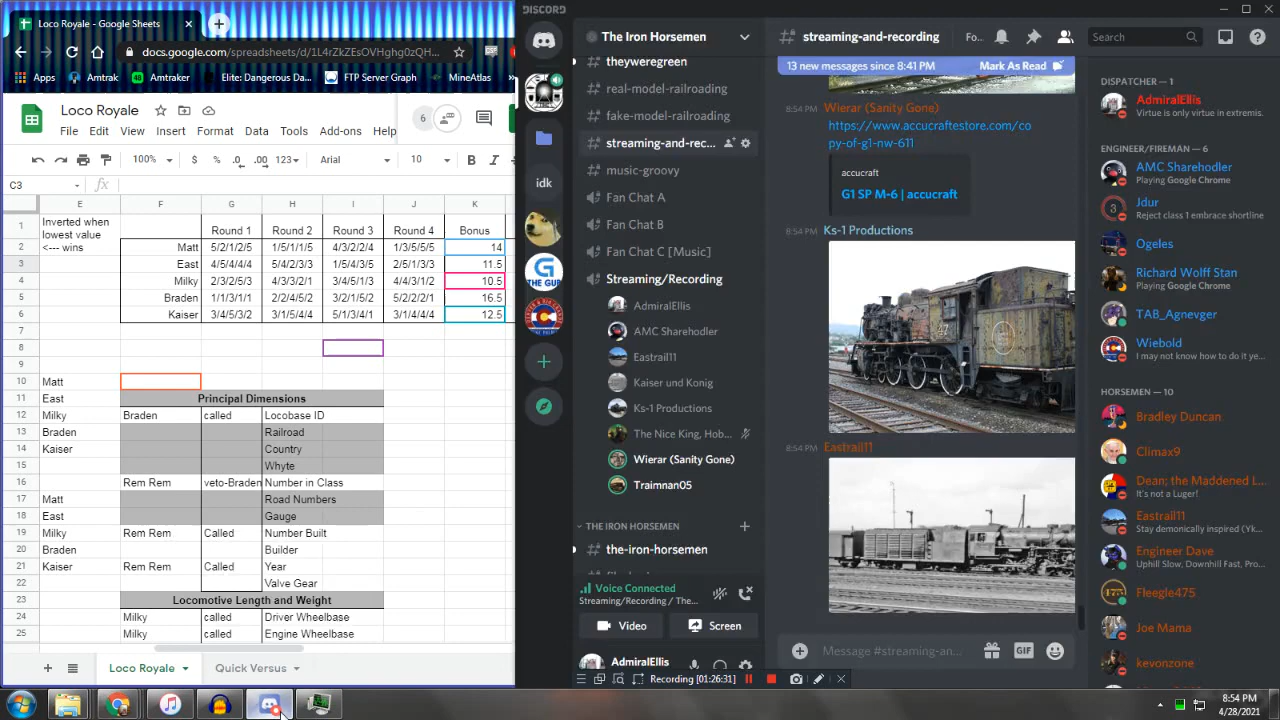 Loco Royale - Google Sheets
docs.google.com/spreadsheets/d/1L4rZkZEsOVHghg0zQH...
Apps Amtrak Amtraker Elite: Dangerous Da... FTP Server Graph MineAtlas
Loco Royale
File Edit View Insert Format Data Tools Add-ons Help
6
100% $ % .0 .00 123 Arial 10 B I
C3 fx
E F G H I J K
1 Inverted when lowest value <--- wins Round 1 Round 2 Round 3 Round 4 Bonus
2 Matt 5/2/1/2/5 1/5/1/1/5 4/3/2/2/4 1/3/5/5/5 14
3 East 4/5/4/4/4 5/4/2/3/3 1/5/4/3/5 2/5/1/3/3 11.5
4 Milky 2/3/2/5/3 4/3/3/2/1 3/4/5/1/3 4/4/3/1/2 10.5
5 Braden 1/1/3/1/1 2/2/4/5/2 3/2/1/5/2 5/2/2/2/1 16.5
6 Kaiser 3/4/5/3/2 3/1/5/4/4 5/1/3/4/1 3/1/4/4/4 12.5
7
8
9
10 Matt
11 East Principal Dimensions
12 Milky Braden called Locobase ID
13 Braden Railroad
14 Kaiser Country
15 Whyte
16 Rem Rem veto-Braden Number in Class
17 Matt Road Numbers
18 East Gauge
19 Milky Rem Rem Called Number Built
20 Braden Builder
21 Kaiser Rem Rem Called Year
22 Valve Gear
23 Locomotive Length and Weight
24 Milky called Driver Wheelbase
25 Milky called Engine Wheelbase
Loco Royale Quick Versus
DISCORD
idk
THE GUP
The Iron Horsemen
theyweregreen
real-model-railroading
fake-model-railroading
streaming-and-rec...
music-groovy
Fan Chat A
Fan Chat B
Fan Chat C [Music]
Streaming/Recording
AdmiralEllis
AMC Sharehodler
Eastrail11
Kaiser und Konig
Ks-1 Productions
The Nice King, Hob...
Wierar (Sanity Gone)
Traimnan05
THE IRON HORSEMEN
the-iron-horsemen
Voice Connected
Streaming/Recording / The...
Video Screen
AdmiralEllis
Recording [01:26:31]
streaming-and-recording Fo... Search
13 new messages since 8:41 PM Mark As Read
8:54 PM Wierar (Sanity Gone)
https://www.accucraftestore.com/co
py-of-g1-nw-611
accucraft
G1 SP M-6 | accucraft
8:54 PM Ks-1 Productions
47
8:54 PM Eastrail11
Message #streaming-an... GIF
DISPATCHER — 1
AdmiralEllis
Virtue is only virtue in extremis.
ENGINEER/FIREMAN — 6
AMC Sharehodler
Playing Google Chrome
Jdur
Reject class 1 embrace shortline
Ogeles
Richard Wolff Stan
Playing Google Chrome
TAB_Agnevger
Wiebold
I may not know how to do it ye...
HORSEMEN — 10
Bradley Duncan
Climax9
Dean; the Maddened L...
It's not a Luger!
Eastrail11
Stay demonically inspired (Yk...
Engineer Dave
Uphill Slow, Downhill Fast, Pro...
Fleegle475
Joe Mama
kevonzone
8:54 PM
4/28/2021